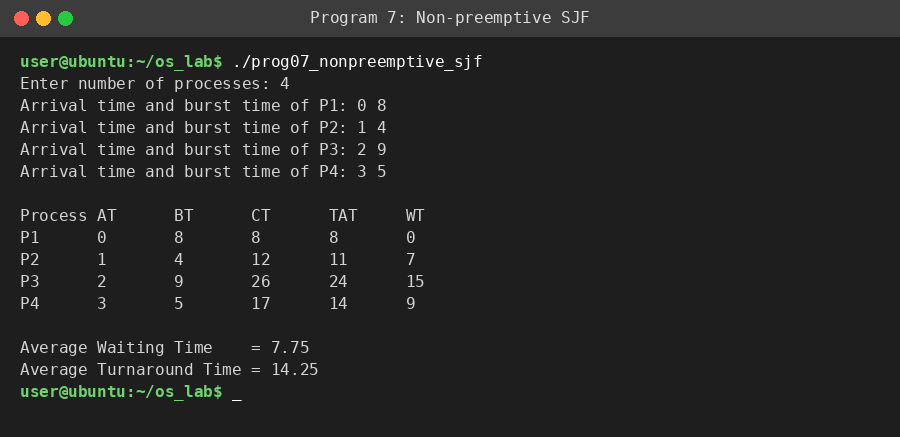 Program 7: Non-preemptive SJF
user@ubuntu:~/os_lab$ ./prog07_nonpreemptive_sjf
Enter number of processes: 4
Arrival time and burst time of P1: 0 8
Arrival time and burst time of P2: 1 4
Arrival time and burst time of P3: 2 9
Arrival time and burst time of P4: 3 5
Process AT      BT      CT      TAT     WT
P1      0       8       8       8       0
P2      1       4       12      11      7
P3      2       9       26      24      15
P4      3       5       17      14      9
Average Waiting Time    = 7.75
Average Turnaround Time = 14.25
user@ubuntu:~/os_lab$ _